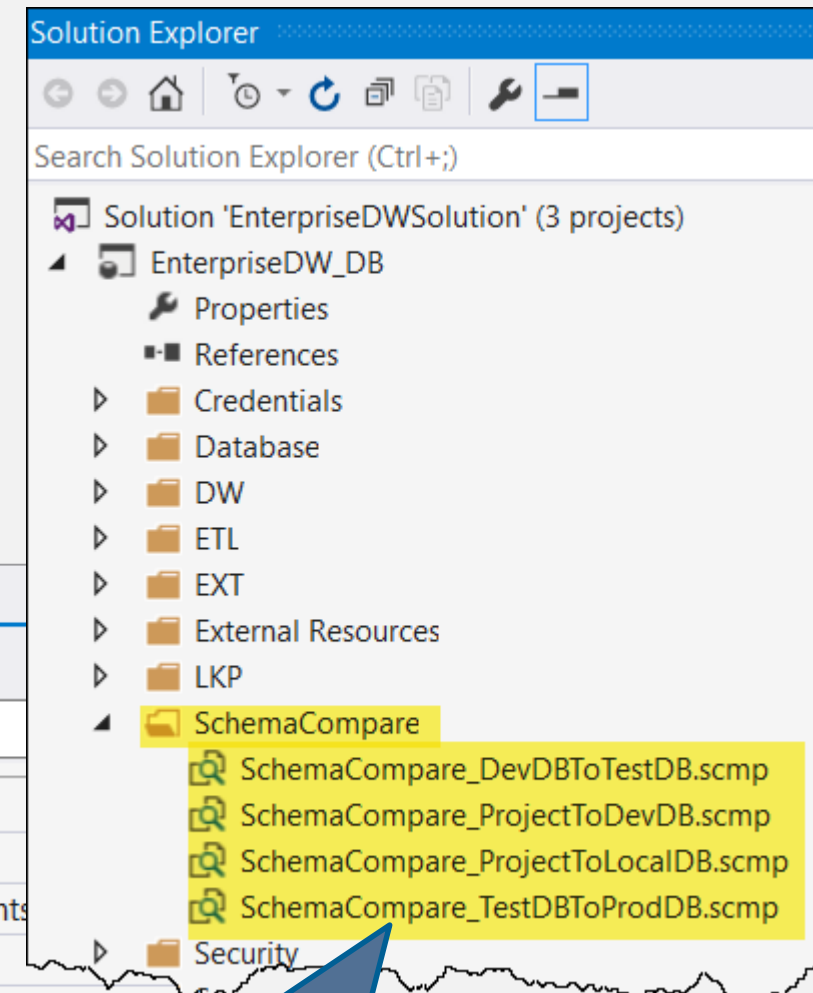 Solution Explorer
Search Solution Explorer (Ctrl+;)
Solution 'EnterpriseDWSolution' (3 projects)
EnterpriseDW_DB
Properties
References
Credentials
Database
DW
ETL
EXT
External Resources
LKP
SchemaCompare
SchemaCompare_DevDBToTestDB.scmp
SchemaCompare_ProjectToDevDB.scmp
SchemaCompare_ProjectToLocalDB.scmp
SchemaCompare_TestDBToProdDB.scmp
Security